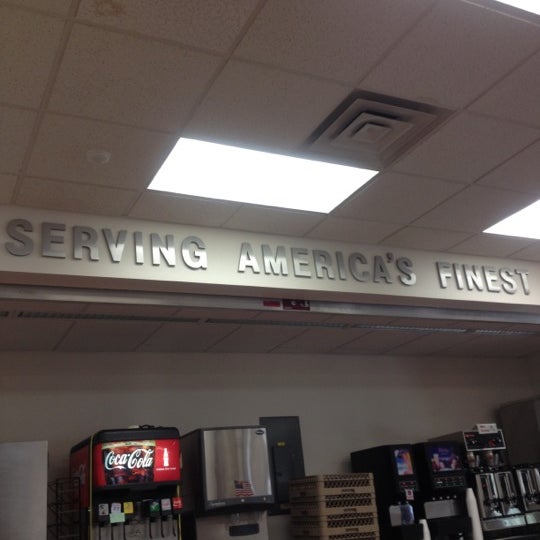 SERVING AMERICA'S FINEST
Coca-Cola